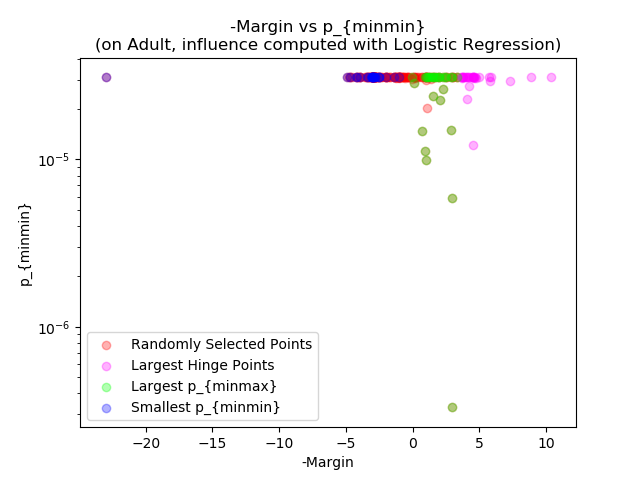 -Margin vs p_{minmin}
(on Adult, influence computed with Logistic Regression)
10⁻⁵
10⁻⁶
p_{minmin}
Randomly Selected Points
Largest Hinge Points
Largest p_{minmax}
Smallest p_{minmin}
−20 −15 −10 −5 0 5 10
-Margin